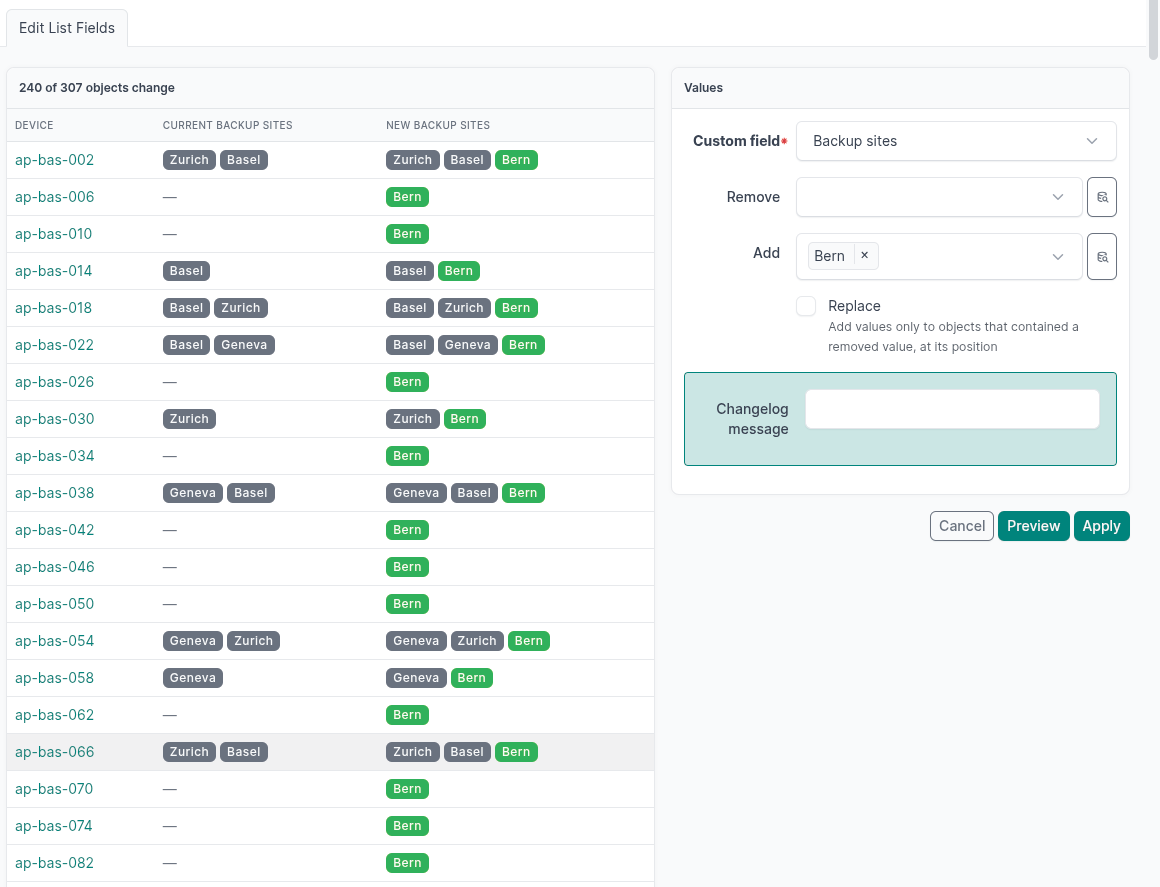 Edit List Fields
240 of 307 objects change
DEVICE CURRENT BACKUP SITES NEW BACKUP SITES
ap-bas-002 Zurich Basel Zurich Basel Bern
ap-bas-006 — Bern
ap-bas-010 — Bern
ap-bas-014 Basel Basel Bern
ap-bas-018 Basel Zurich Basel Zurich Bern
ap-bas-022 Basel Geneva Basel Geneva Bern
ap-bas-026 — Bern
ap-bas-030 Zurich Zurich Bern
ap-bas-034 — Bern
ap-bas-038 Geneva Basel Geneva Basel Bern
ap-bas-042 — Bern
ap-bas-046 — Bern
ap-bas-050 — Bern
ap-bas-054 Geneva Zurich Geneva Zurich Bern
ap-bas-058 Geneva Geneva Bern
ap-bas-062 — Bern
ap-bas-066 Zurich Basel Zurich Basel Bern
ap-bas-070 — Bern
ap-bas-074 — Bern
ap-bas-082 — Bern
Values
Custom field* Backup sites
Remove
Add Bern ×
Replace
Add values only to objects that contained a
removed value, at its position
Changelog
message
Cancel Preview Apply